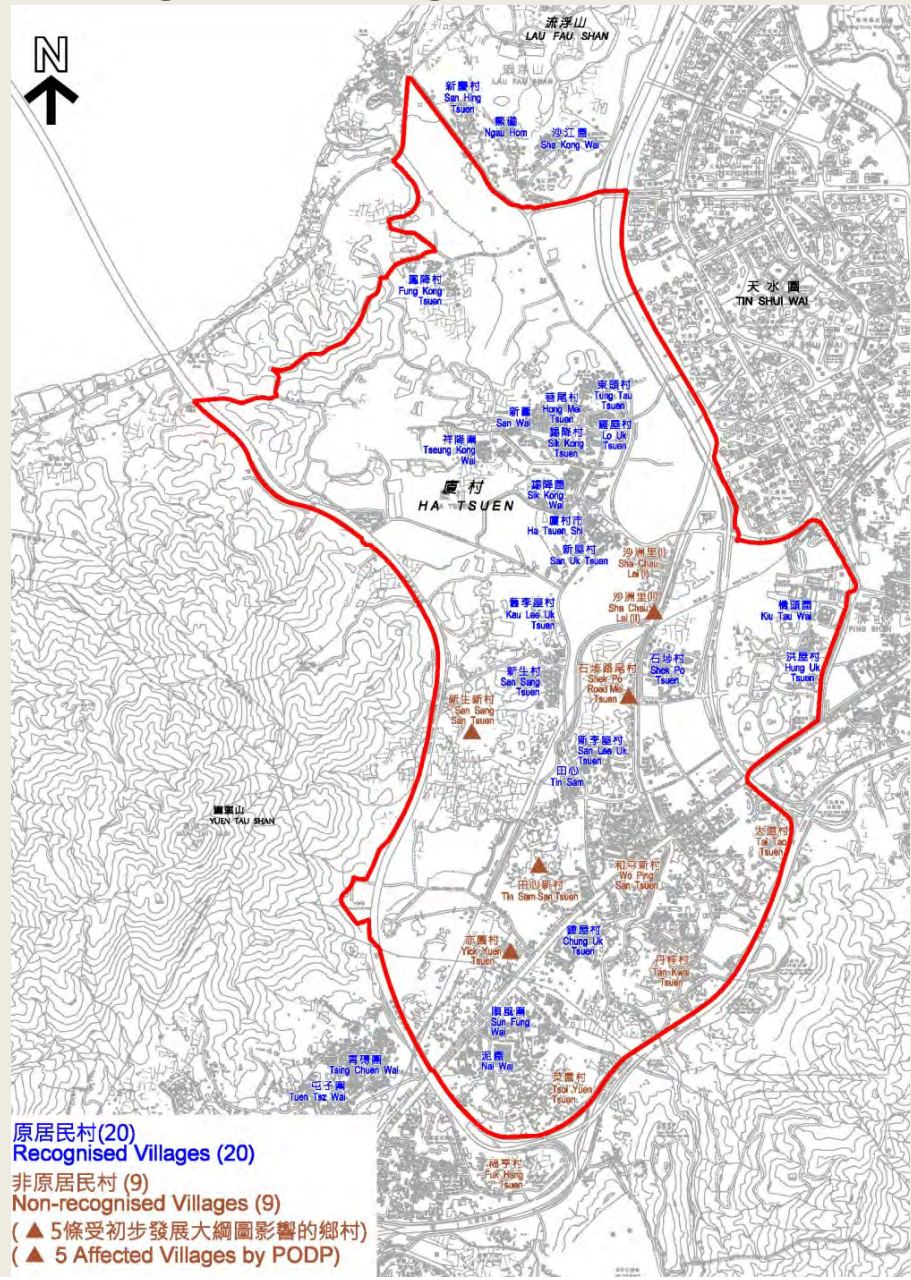 流浮山
LAU FAU SHAN
N
流浮山
LAU FAU SHAN
新慶村
San Hing
Tsuen
Ngau Hom
沙江圍
Sha Kong Wai
鳳降村
Fung Kong
Tsuen
天水圍
TIN SHUI WAI
東頭村
Tung Tau
Tsuen
巷尾村
Hong Mei
Tsuen
新圍
San Wai
羅屋村
Lo Uk
Tsuen
錫降村
Sik Kong
Tsuen
祥降圍
Tseung Kong
Wai
錫降圍
Sik Kong
Wai
廈村
HA TSUEN
廈村市
Ha Tsuen Shi
新屋村
San Uk Tsuen
沙洲里(I)
Sha Chau
Lei (I)
沙洲里(II)
Sha Chau
Lei (II)
舊李屋村
Kau Lee Uk
Tsuen
橋頭圍
Kiu Tau Wai
PING SHAN
洪屋村
Hung Uk
Tsuen
石埗村
Shek Po
Tsuen
石埗路尾村
Shek Po
Road Mei
Tsuen
新生村
San Sang
Tsuen
新生新村
San Sang
San Tsuen
新李屋村
San Lee Uk
Tsuen
田心
Tin Sam
圓頭山
YUEN TAU SHAN
大道村
Tai Tao
Tsuen
和平新村
Wo Ping
San Tsuen
田心新村
Tin Sam San Tsuen
鍾屋村
Chung Uk
Tsuen
亦園村
Yick Yuen
Tsuen
丹桂村
Tan Kwai
Tsuen
順風圍
Sun Fung
Wai
泥圍
Nai Wai
菜園村
Tsoi Yuen
Tsuen
青磚圍
Tsing Chuen Wai
屯子圍
Tuen Tsz Wai
福亨村
Fuk Hang
Tsuen
原居民村(20)
Recognised Villages (20)
非原居民村 (9)
Non-recognised Villages (9)
( ▲ 5條受初步發展大綱圖影響的鄉村)
( ▲ 5 Affected Villages by PODP)